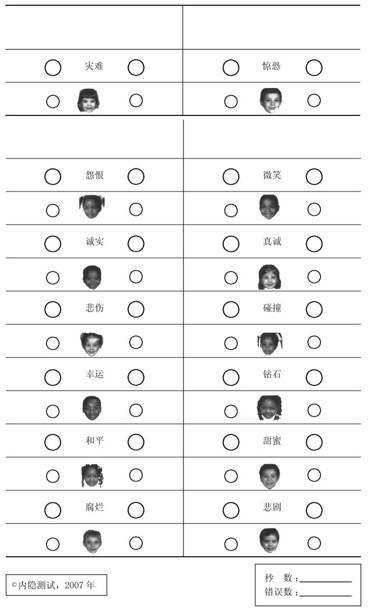 灾难 惊恐
怨恨 微笑
诚实 真诚
悲伤 碰撞
幸运 钻石
和平 甜蜜
腐烂 悲剧
©内隐测试，2007 年
秒 数：
错误数：